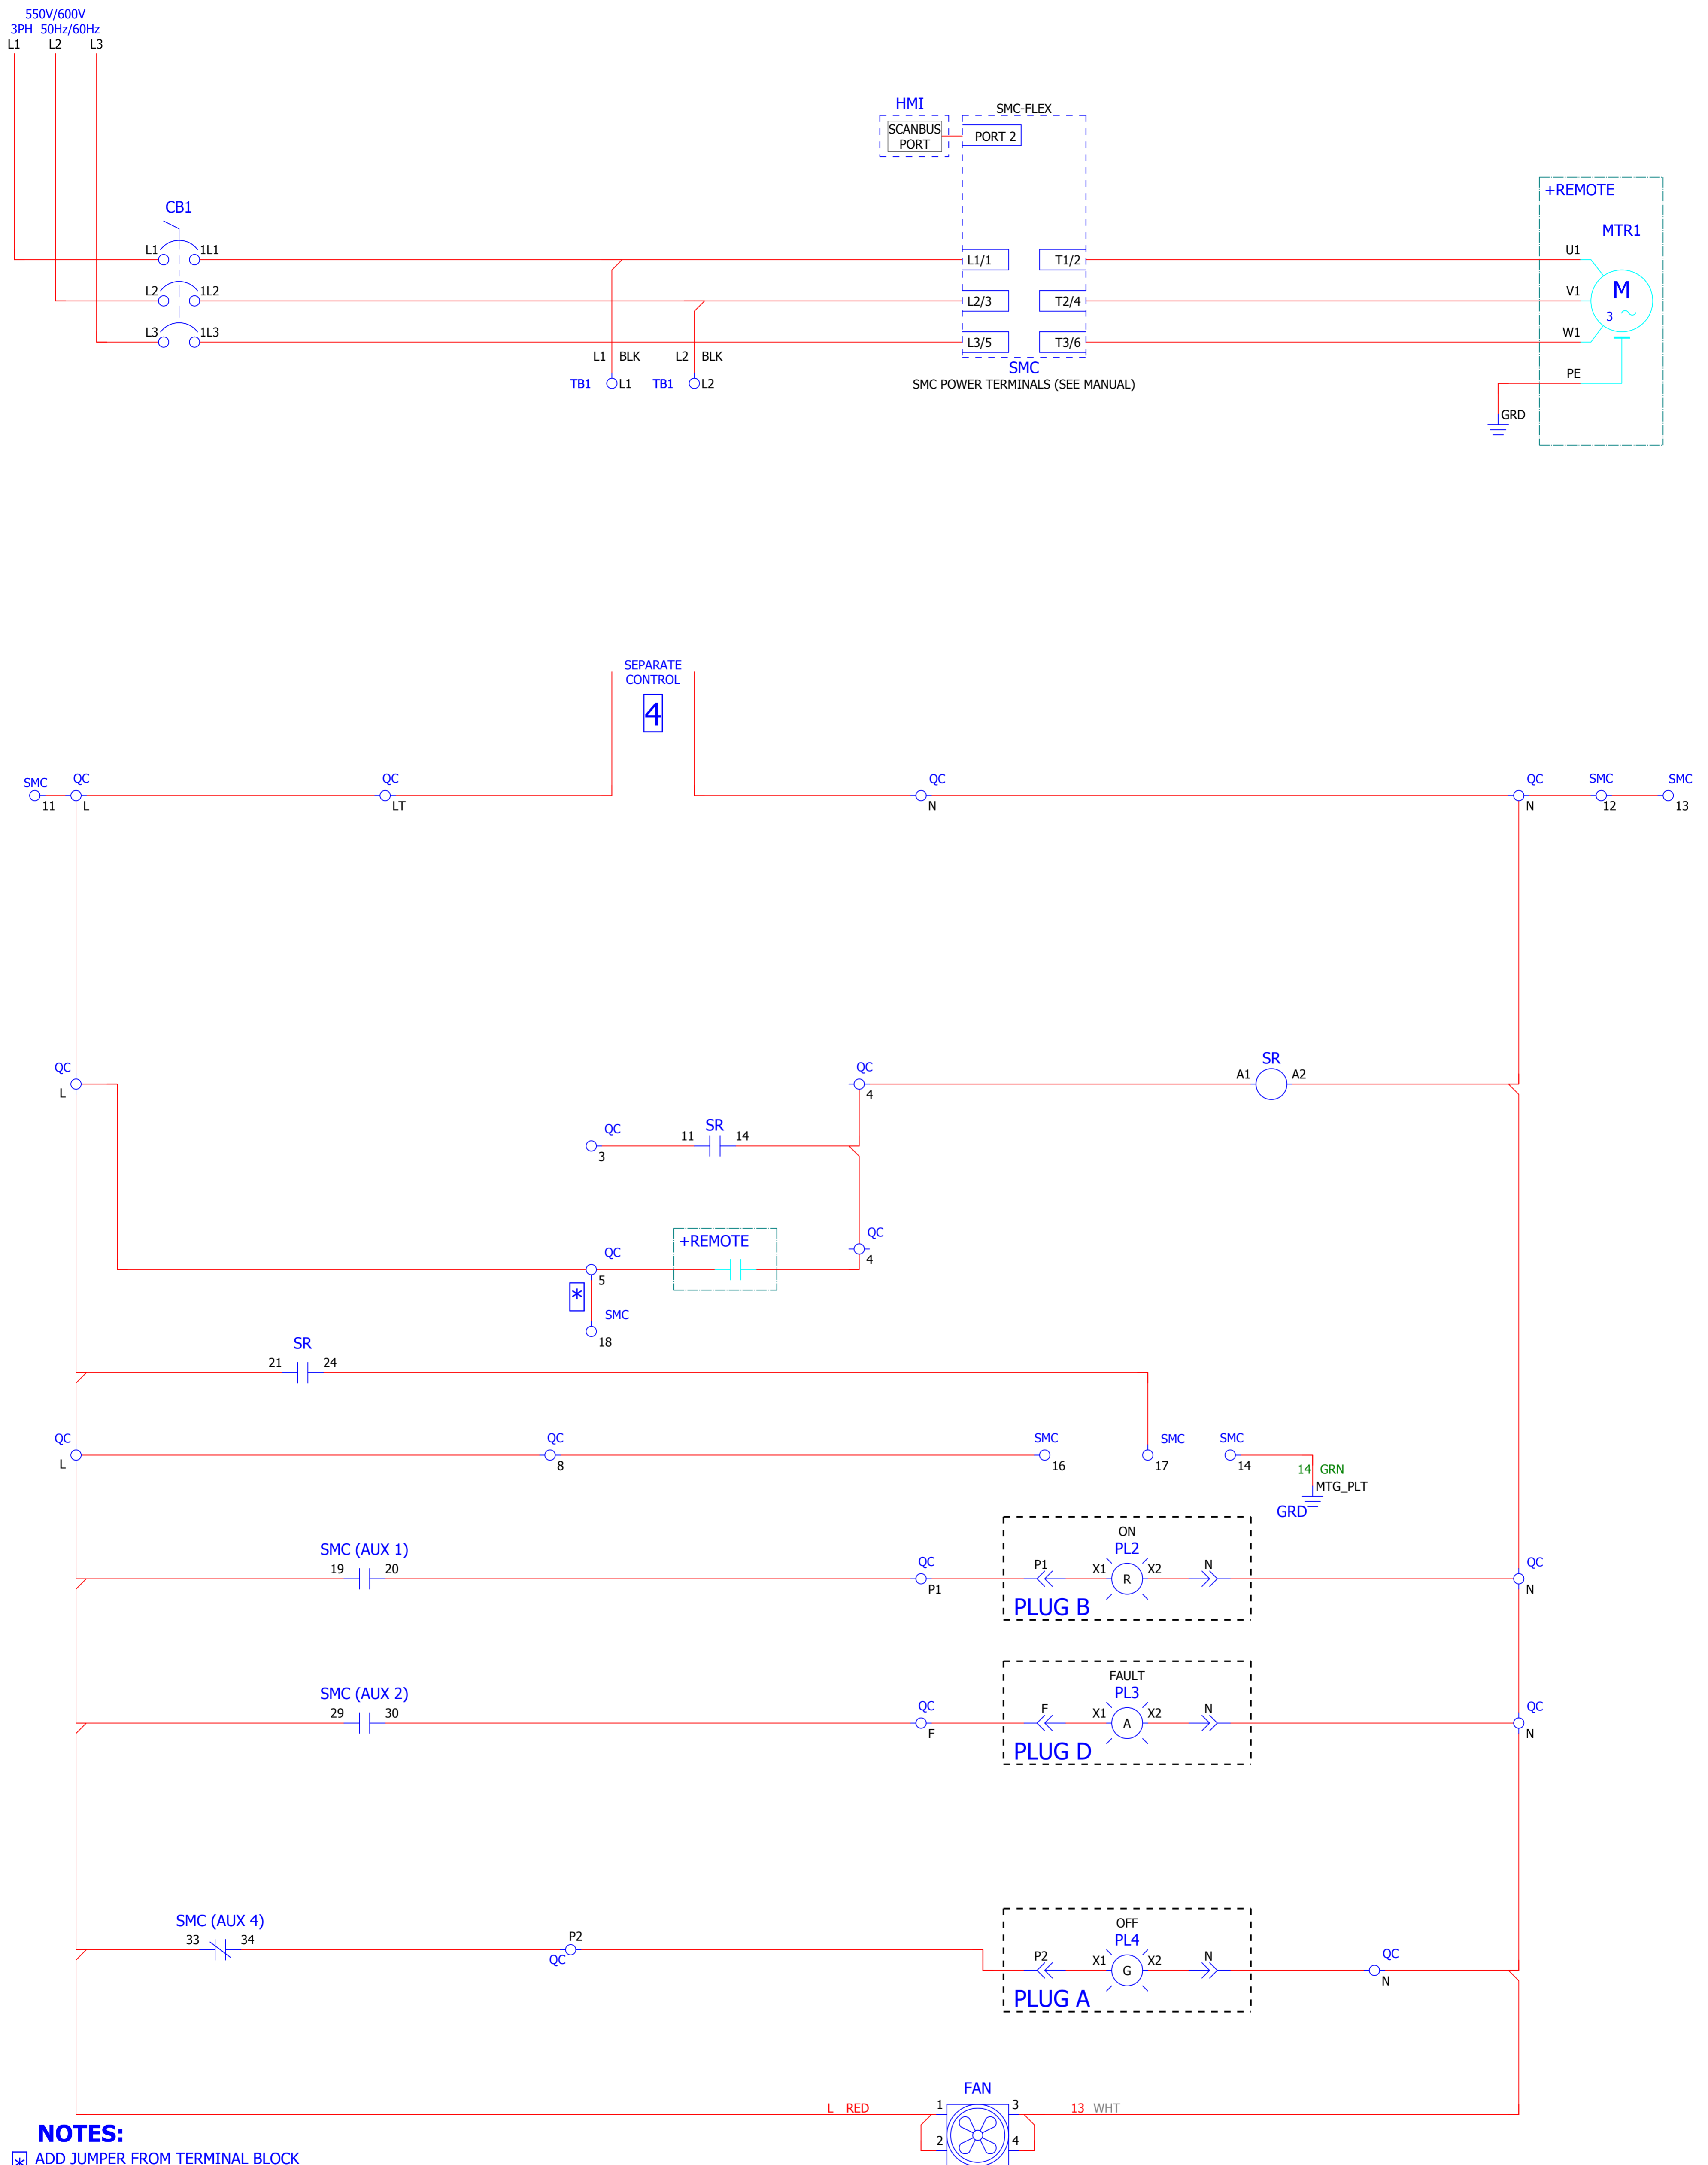 550V/600V
3PH 50Hz/60Hz
L1 L2 L3
HMI
SCANBUS
PORT
SMC-FLEX
PORT 2
+REMOTE
MTR1
CB1
L1 1L1
L2 1L2
L3 1L3
L1/1 T1/2
L2/3 T2/4
L3/5 T3/6
U1
V1
W1
M
3
PE
GRD
L1 BLK L2 BLK
TB1 L1 TB1 L2
SMC
SMC POWER TERMINALS (SEE MANUAL)
SEPARATE
CONTROL
4
SMC QC QC QC QC SMC SMC
11 L LT N N 12 13
QC QC SR
L 4 A1 A2
QC SR
3 11 14
QC
4
+REMOTE
QC
5
*
SMC
18
SR
21 24
QC QC SMC SMC SMC
L 8 16 17 14
14 GRN
MTG_PLT
GRD
ON
SMC (AUX 1) PL2
19 20 QC P1 X1 R X2 N QC
P1 N
PLUG B
FAULT
SMC (AUX 2) PL3
29 30 QC F X1 A X2 N QC
F N
PLUG D
SMC (AUX 4) OFF
33 34 P2 PL4
QC P2 X1 G X2 N QC
N
PLUG A
FAN
L RED 1 3 13 WHT
2 4
NOTES:
* ADD JUMPER FROM TERMINAL BLOCK